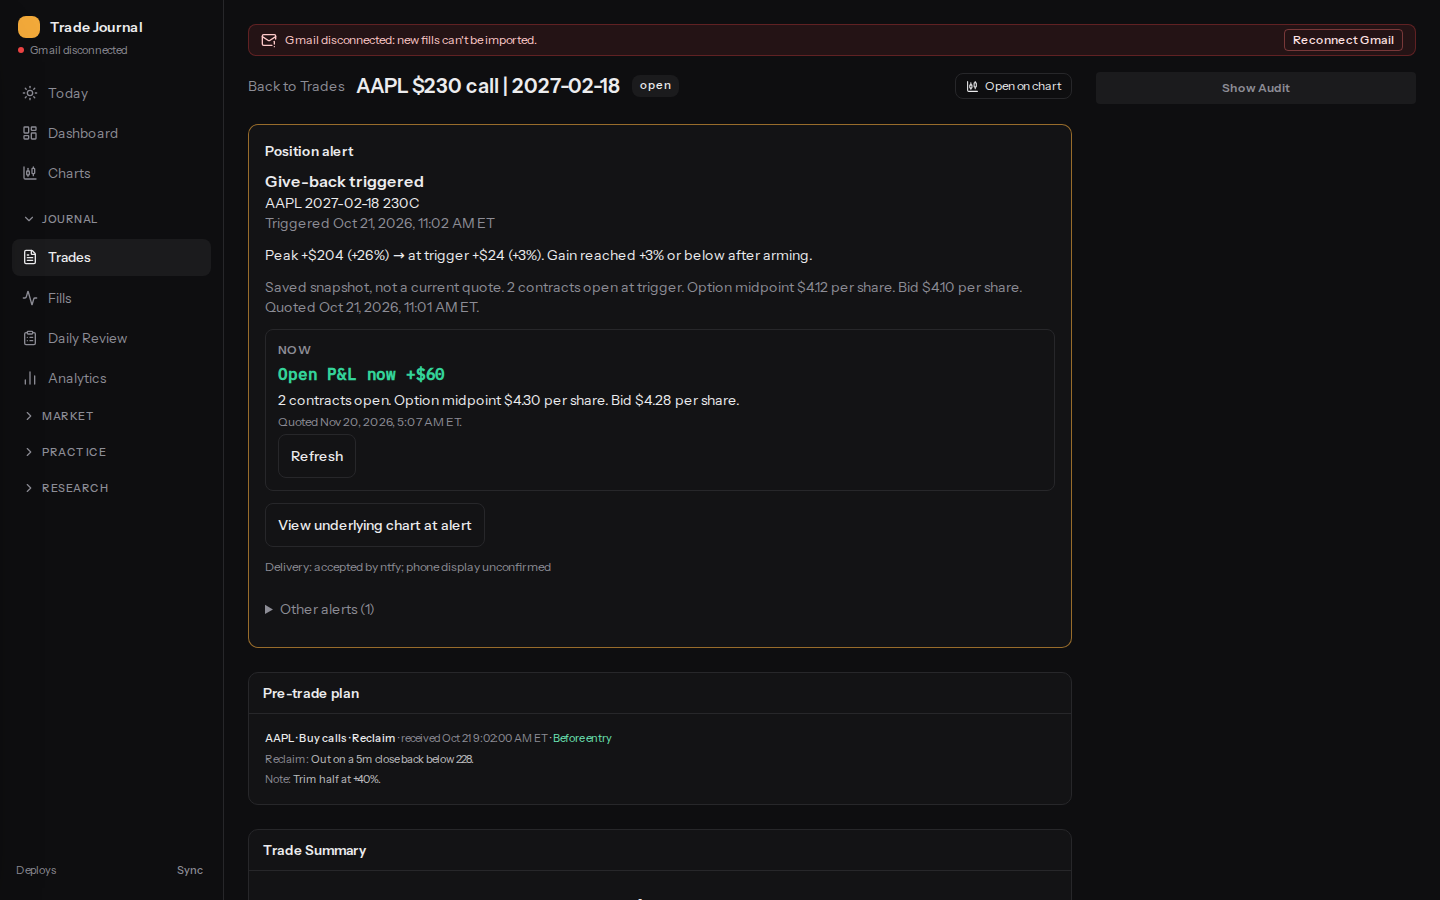 Trade Journal
Gmail disconnected
Today
Dashboard
Charts
JOURNAL
Trades
Fills
Daily Review
Analytics
MARKET
PRACTICE
RESEARCH
Deploys
Sync
Gmail disconnected: new fills can't be imported.
Reconnect Gmail
Back to Trades
AAPL $230 call | 2027-02-18
open
Open on chart
Show Audit
Position alert
Give-back triggered
AAPL 2027-02-18 230C
Triggered Oct 21, 2026, 11:02 AM ET
Peak +$204 (+26%) → at trigger +$24 (+3%). Gain reached +3% or below after arming.
Saved snapshot, not a current quote. 2 contracts open at trigger. Option midpoint $4.12 per share. Bid $4.10 per share.
Quoted Oct 21, 2026, 11:01 AM ET.
NOW
Open P&L now +$60
2 contracts open. Option midpoint $4.30 per share. Bid $4.28 per share.
Quoted Nov 20, 2026, 5:07 AM ET.
Refresh
View underlying chart at alert
Delivery: accepted by ntfy; phone display unconfirmed
Other alerts (1)
Pre-trade plan
AAPL · Buy calls · Reclaim · received Oct 21 9:02:00 AM ET · Before entry
Reclaim: Out on a 5m close back below 228.
Note: Trim half at +40%.
Trade Summary